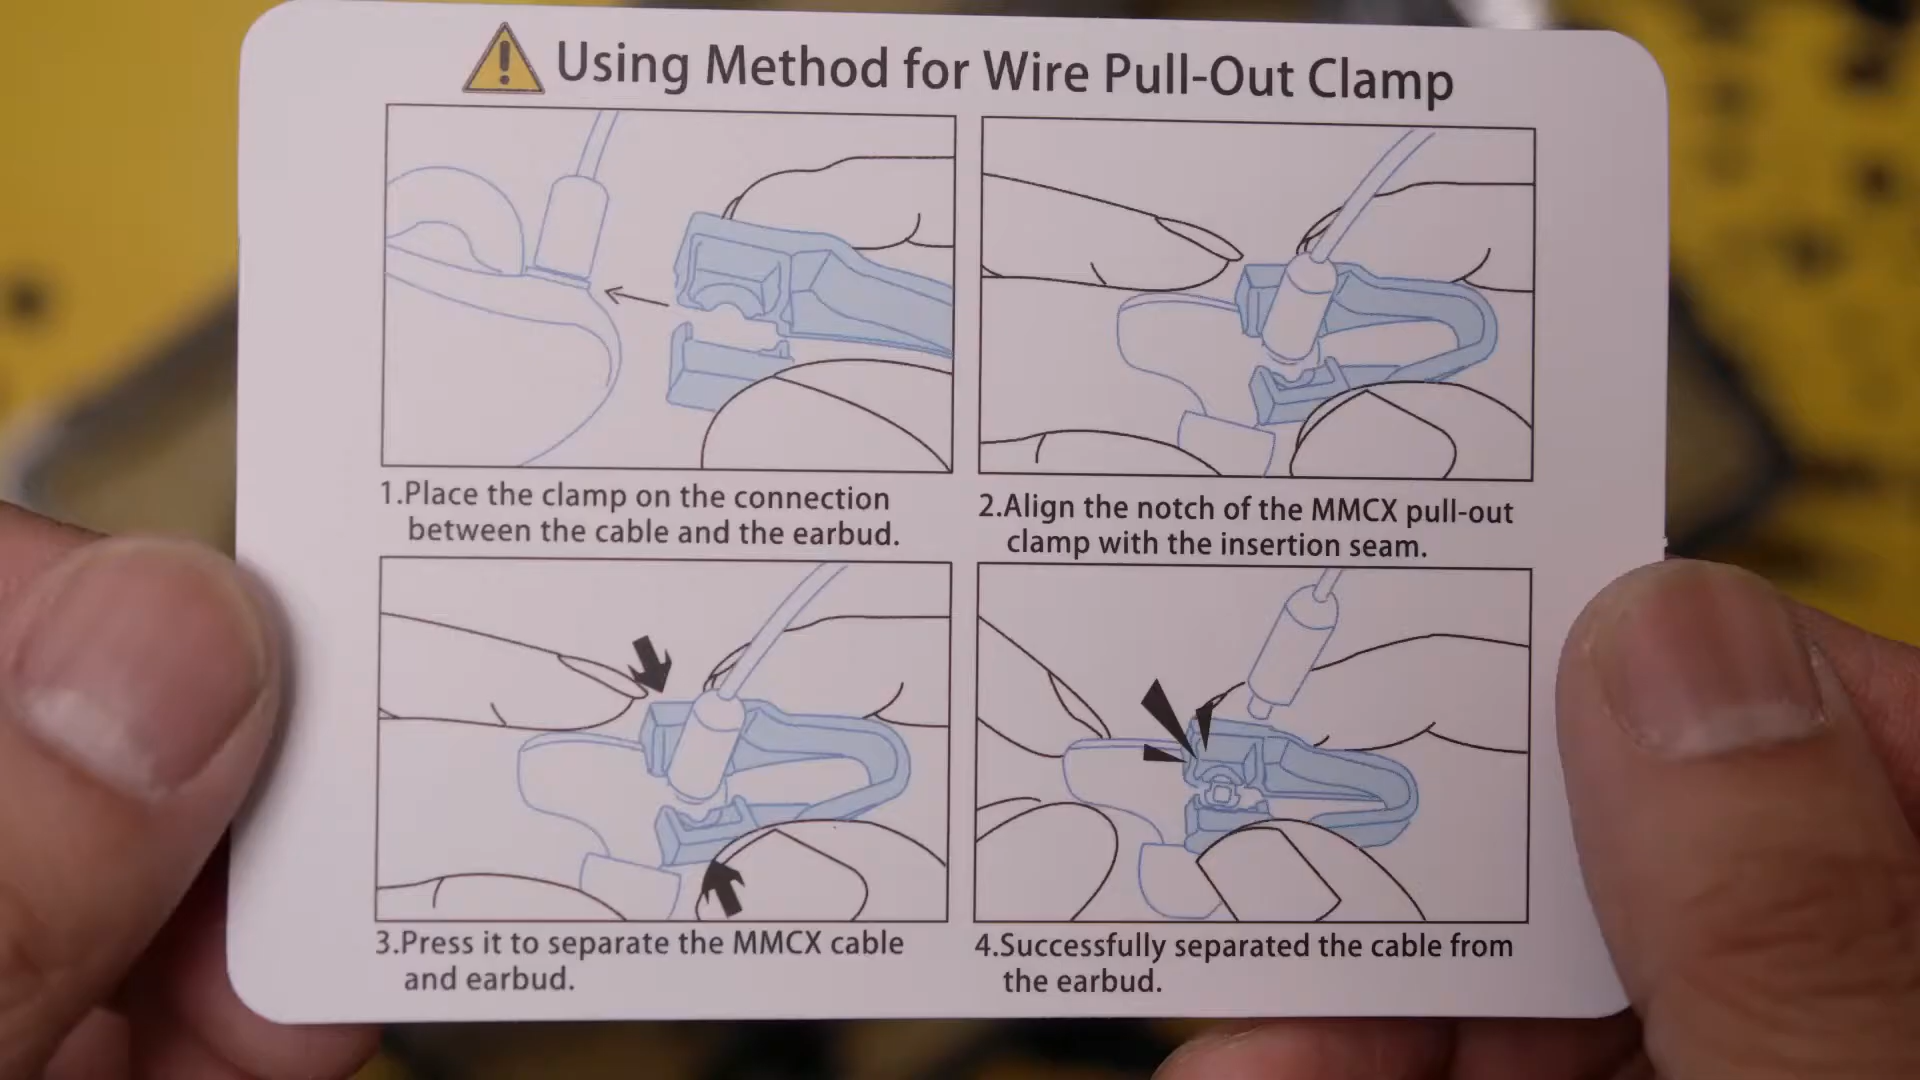 Using Method for Wire Pull-Out Clamp
1.Place the clamp on the connection
between the cable and the earbud.
2.Align the notch of the MMCX pull-out
clamp with the insertion seam.
3.Press it to separate the MMCX cable
and earbud.
4.Successfully separated the cable from
the earbud.